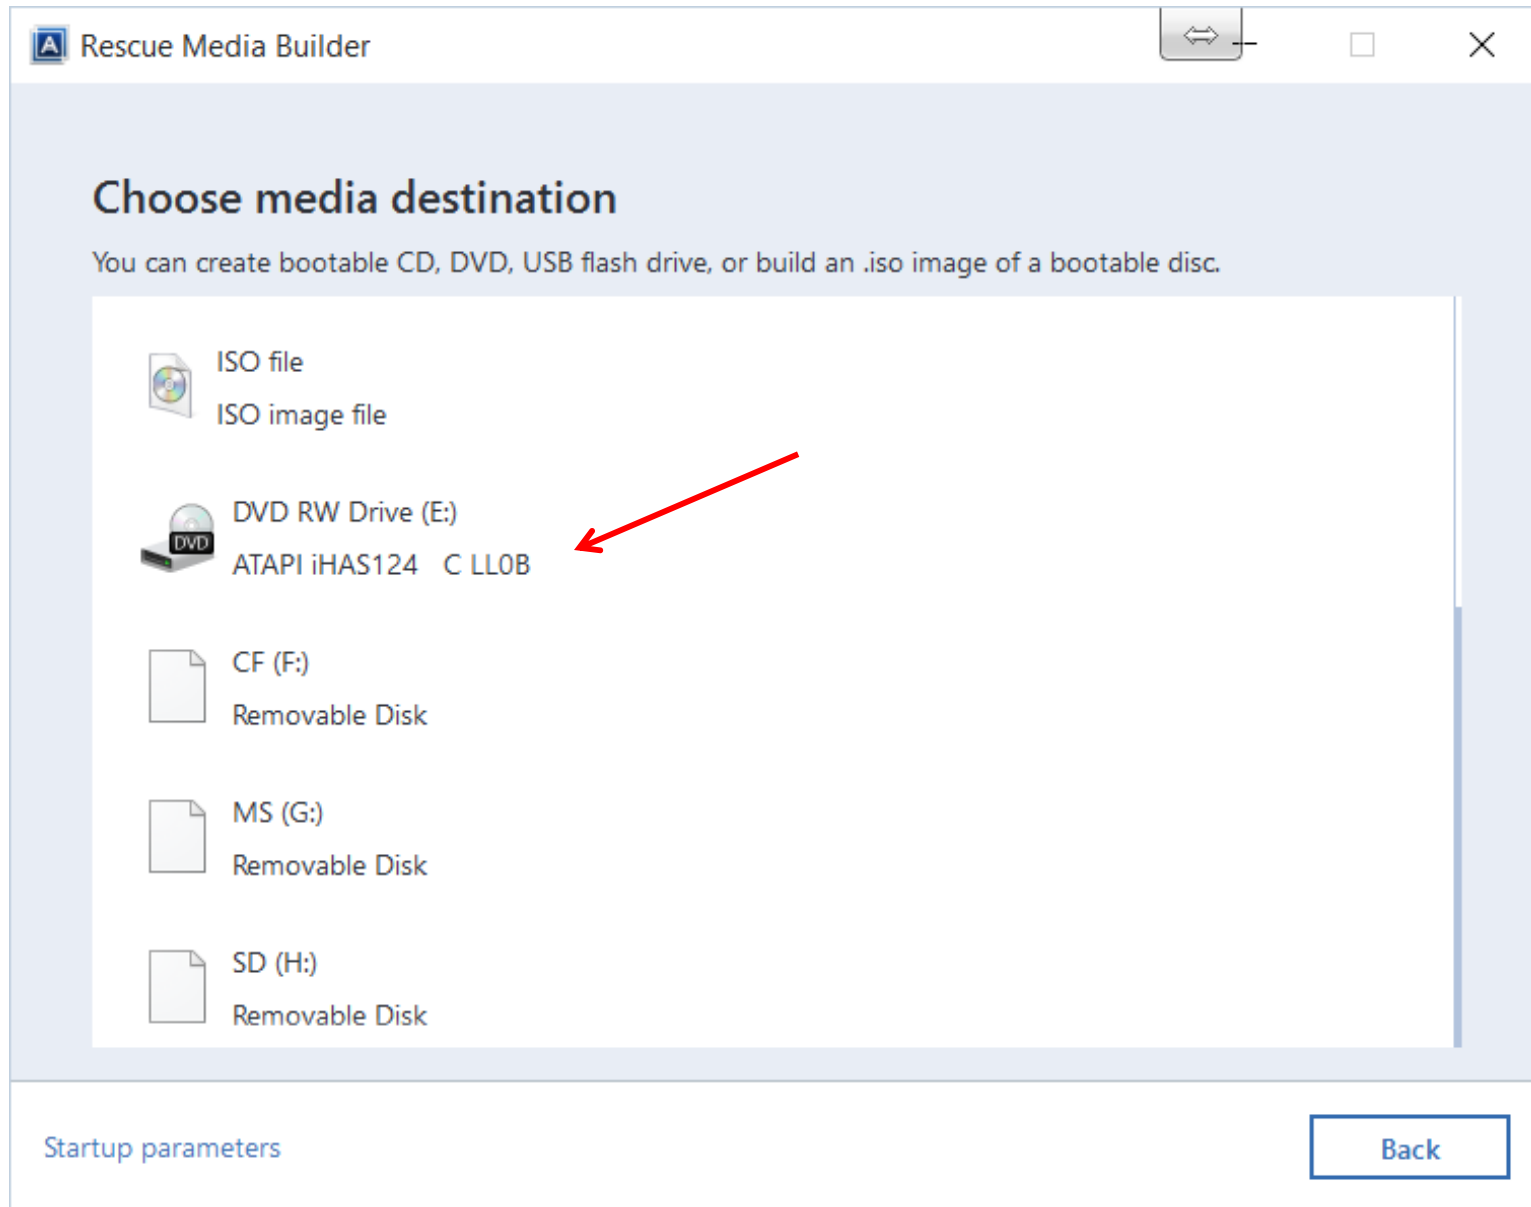 Rescue Media Builder
Choose media destination
You can create bootable CD, DVD, USB flash drive, or build an .iso image of a bootable disc.
ISO file
ISO image file
DVD RW Drive (E:)
DVD
ATAPI iHAS124   C LL0B
CF (F:)
Removable Disk
MS (G:)
Removable Disk
SD (H:)
Removable Disk
Startup parameters
Back